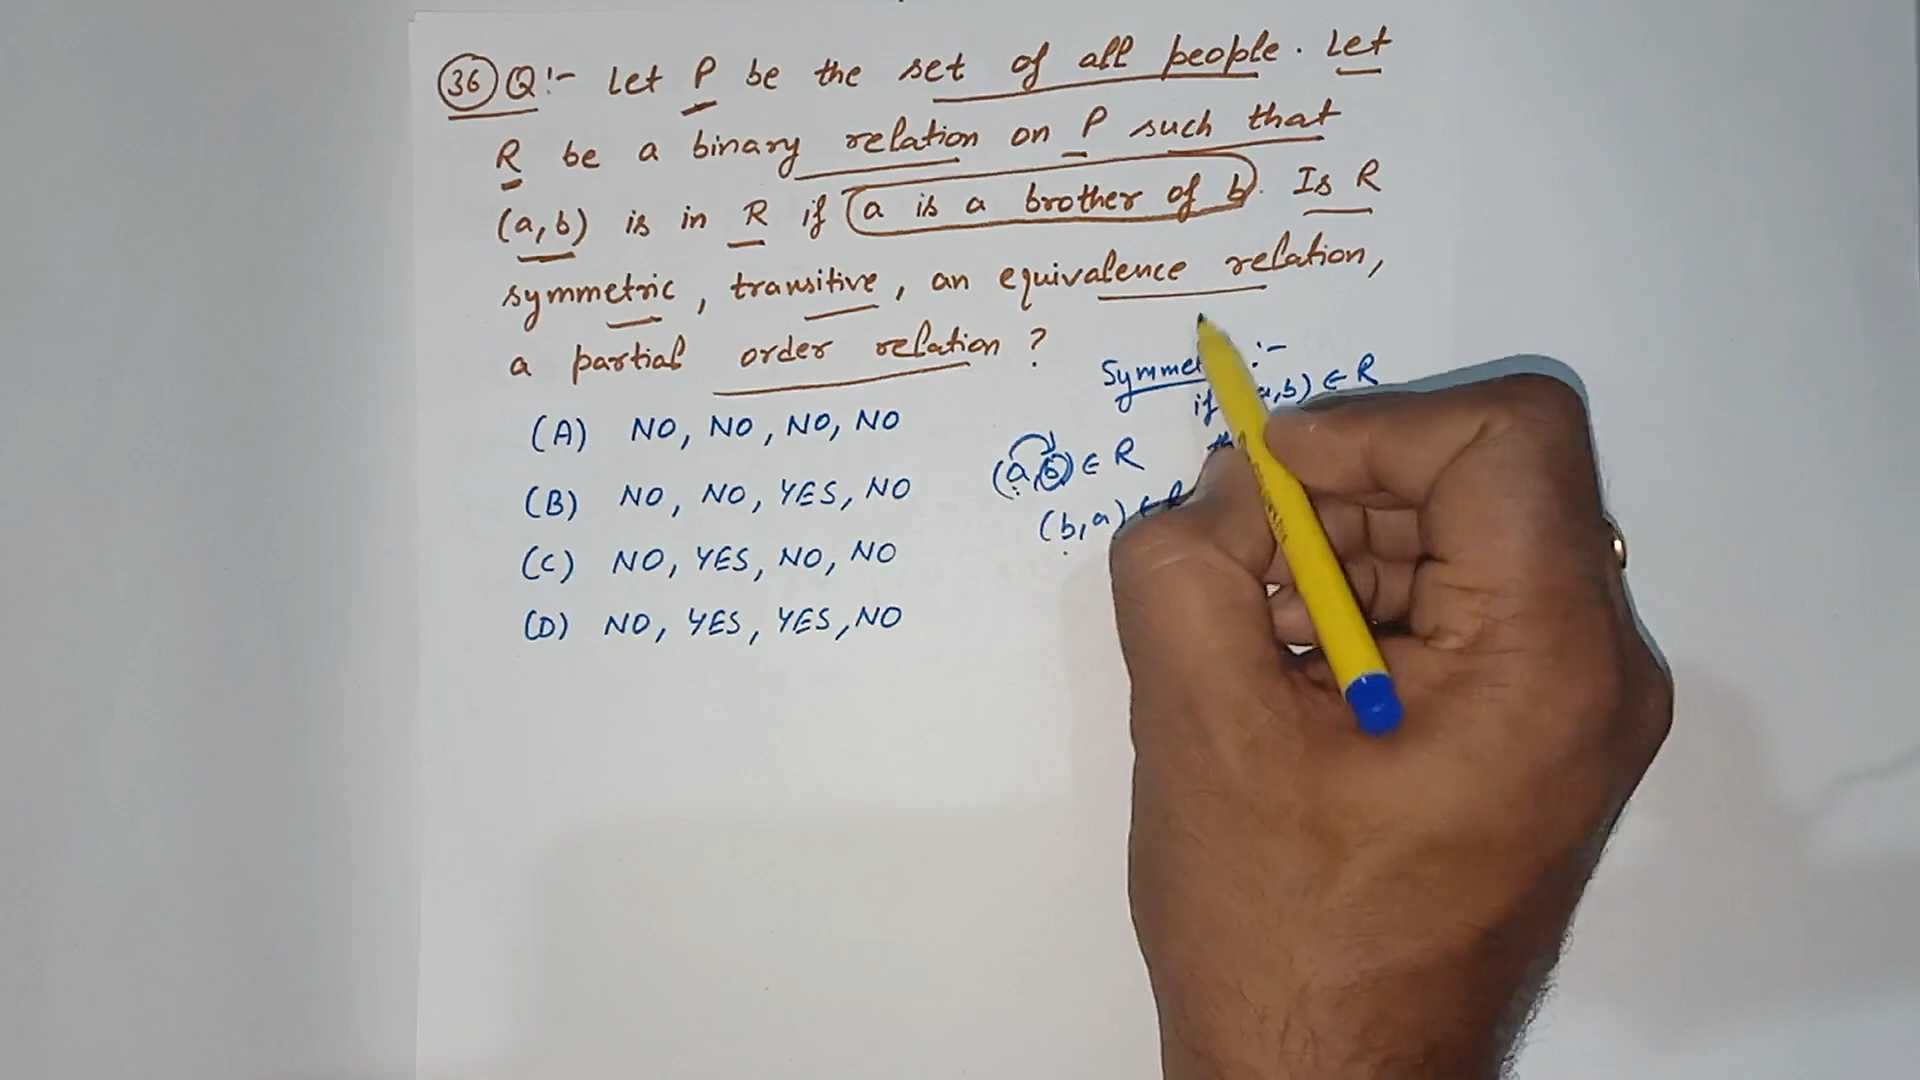 36 Q:- Let P be the set of all people. Let
R be a binary relation on P such that
(a,b) is in R if a is a brother of b. Is R
symmetric, transitive, an equivalence relation,
a partial order relation ?
(A) NO, NO, NO, NO
(B) NO, NO, YES, NO
(C) NO, YES, NO, NO
(D) NO, YES, YES, NO
:-
if a,b) ∈ R
(a,b) ∈ R
(b,a)